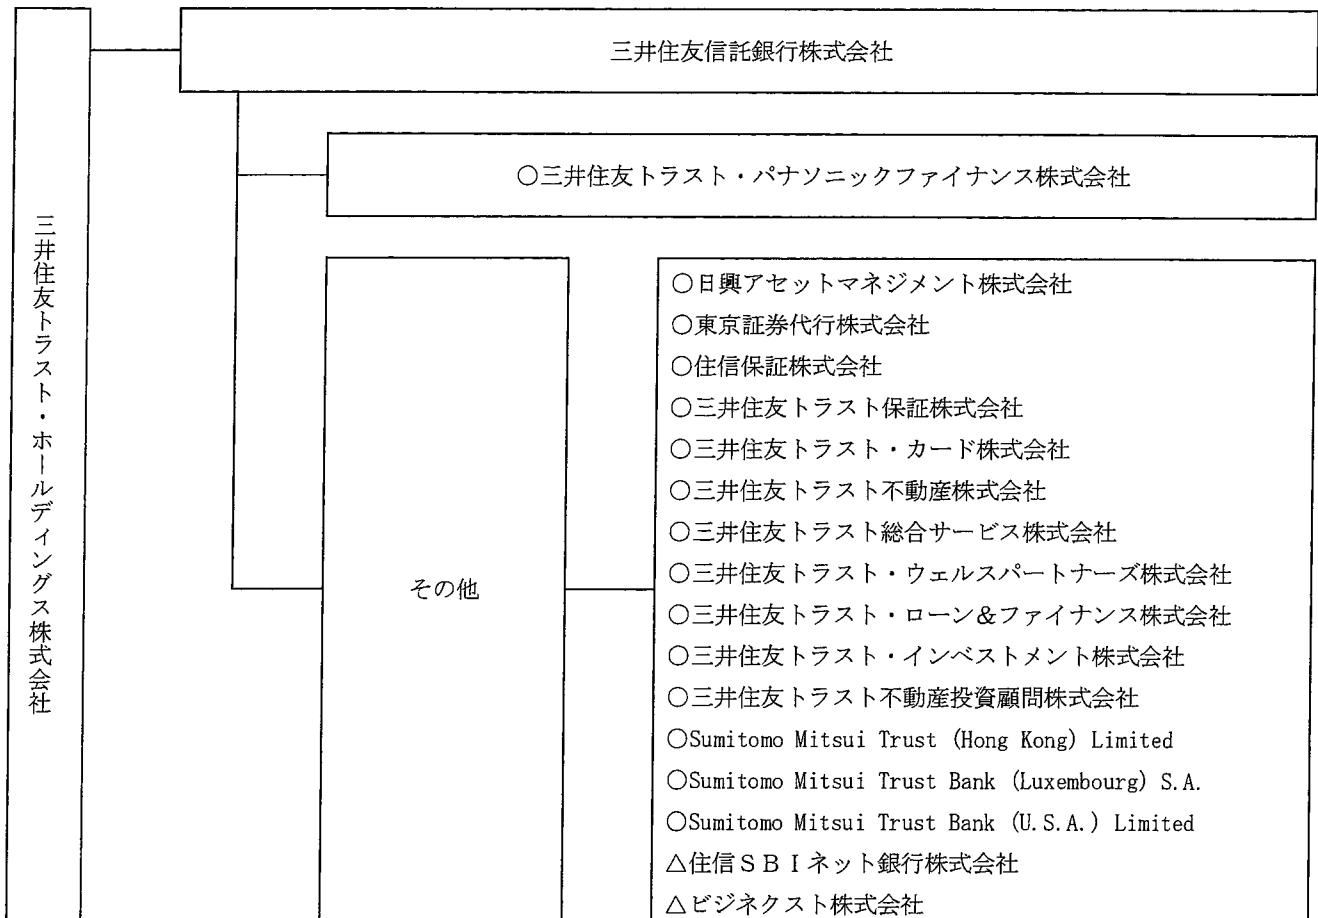 三井住友トラスト・ホールディングス株式会社
三井住友信託銀行株式会社
○三井住友トラスト・パナソニックファイナンス株式会社
その他
○日興アセットマネジメント株式会社
○東京証券代行株式会社
○住信保証株式会社
○三井住友トラスト保証株式会社
○三井住友トラスト・カード株式会社
○三井住友トラスト不動産株式会社
○三井住友トラスト総合サービス株式会社
○三井住友トラスト・ウェルスパートナーズ株式会社
○三井住友トラスト・ローン&ファイナンス株式会社
○三井住友トラスト・インベストメント株式会社
○三井住友トラスト不動産投資顧問株式会社
○Sumitomo Mitsui Trust (Hong Kong) Limited
○Sumitomo Mitsui Trust Bank (Luxembourg) S.A.
○Sumitomo Mitsui Trust Bank (U.S.A.) Limited
△住信SBIネット銀行株式会社
△ビジネクスト株式会社